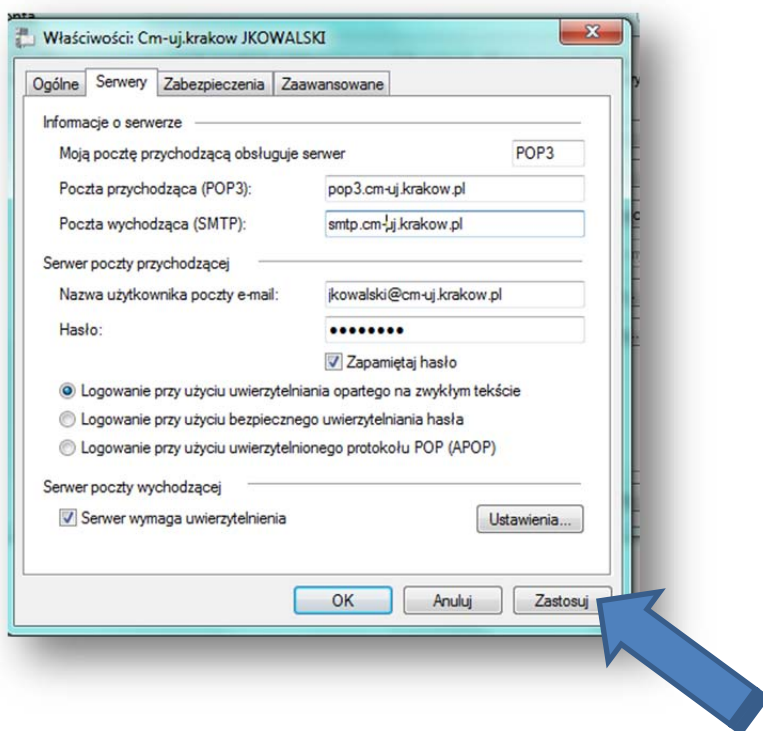 Właściwości: Cm-uj.krakow JKOWALSKI
Ogólne Serwery Zabezpieczenia Zaawansowane
Informacje o serwerze
Moją pocztę przychodzącą obsługuje serwer POP3
Poczta przychodząca (POP3): pop3.cm-uj.krakow.pl
Poczta wychodząca (SMTP): smtp.cm-uj.krakow.pl
Serwer poczty przychodzącej
Nazwa użytkownika poczty e-mail: jkowalski@cm-uj.krakow.pl
Hasło: ●●●●●●●●
Zapamiętaj hasło
Logowanie przy użyciu uwierzytelniania opartego na zwykłym tekście
Logowanie przy użyciu bezpiecznego uwierzytelniania hasła
Logowanie przy użyciu uwierzytelnionego protokołu POP (APOP)
Serwer poczty wychodzącej
Serwer wymaga uwierzytelnienia Ustawienia...
OK Anuluj Zastosuj